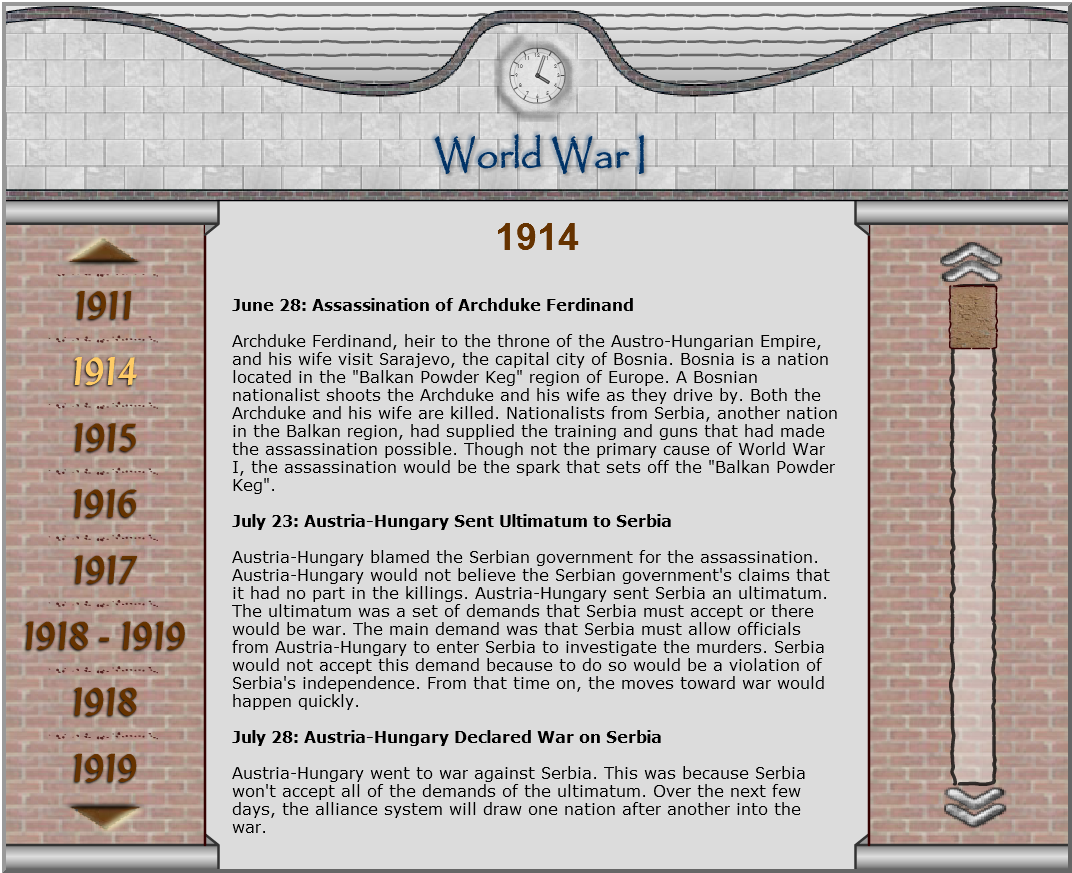 World War I
1914
1911
1914
1915
1916
1917
1918 - 1919
1918
1919
June 28: Assassination of Archduke Ferdinand
Archduke Ferdinand, heir to the throne of the Austro-Hungarian Empire,
and his wife visit Sarajevo, the capital city of Bosnia. Bosnia is a nation
located in the "Balkan Powder Keg" region of Europe. A Bosnian
nationalist shoots the Archduke and his wife as they drive by. Both the
Archduke and his wife are killed. Nationalists from Serbia, another nation
in the Balkan region, had supplied the training and guns that had made
the assassination possible. Though not the primary cause of World War
I, the assassination would be the spark that sets off the "Balkan Powder
Keg".
July 23: Austria-Hungary Sent Ultimatum to Serbia
Austria-Hungary blamed the Serbian government for the assassination.
Austria-Hungary would not believe the Serbian government's claims that
it had no part in the killings. Austria-Hungary sent Serbia an ultimatum.
The ultimatum was a set of demands that Serbia must accept or there
would be war. The main demand was that Serbia must allow officials
from Austria-Hungary to enter Serbia to investigate the murders. Serbia
would not accept this demand because to do so would be a violation of
Serbia's independence. From that time on, the moves toward war would
happen quickly.
July 28: Austria-Hungary Declared War on Serbia
Austria-Hungary went to war against Serbia. This was because Serbia
won't accept all of the demands of the ultimatum. Over the next few
days, the alliance system will draw one nation after another into the
war.